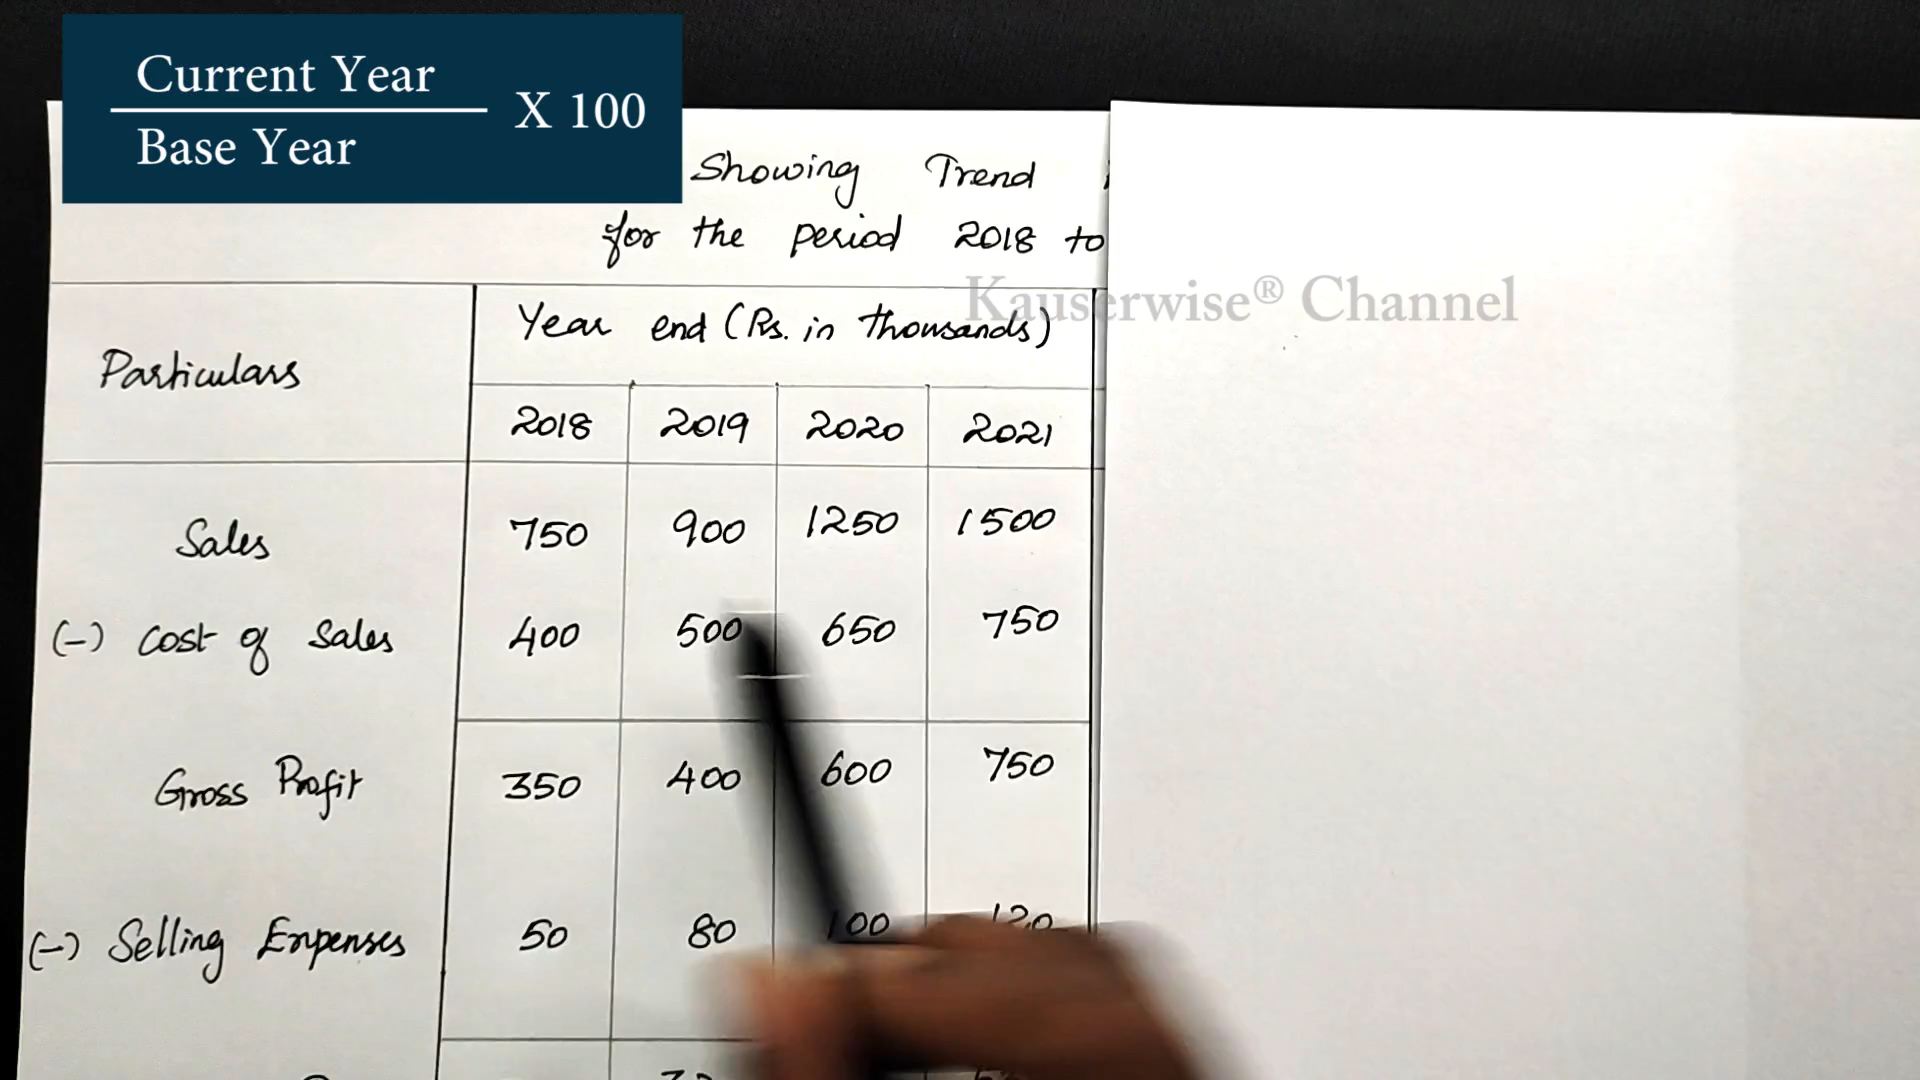 Current Year
Base Year
X 100
Showing Trend
for the period 2018 to
Kauserwise® Channel
Particulars
Year end (Rs. in thousands)
2018 2019 2020 2021
Sales 750 900 1250 1500
(-) Cost of Sales 400 500 650 750
Gross Profit 350 400 600 750
(-) Selling Expenses 50 80 100 120